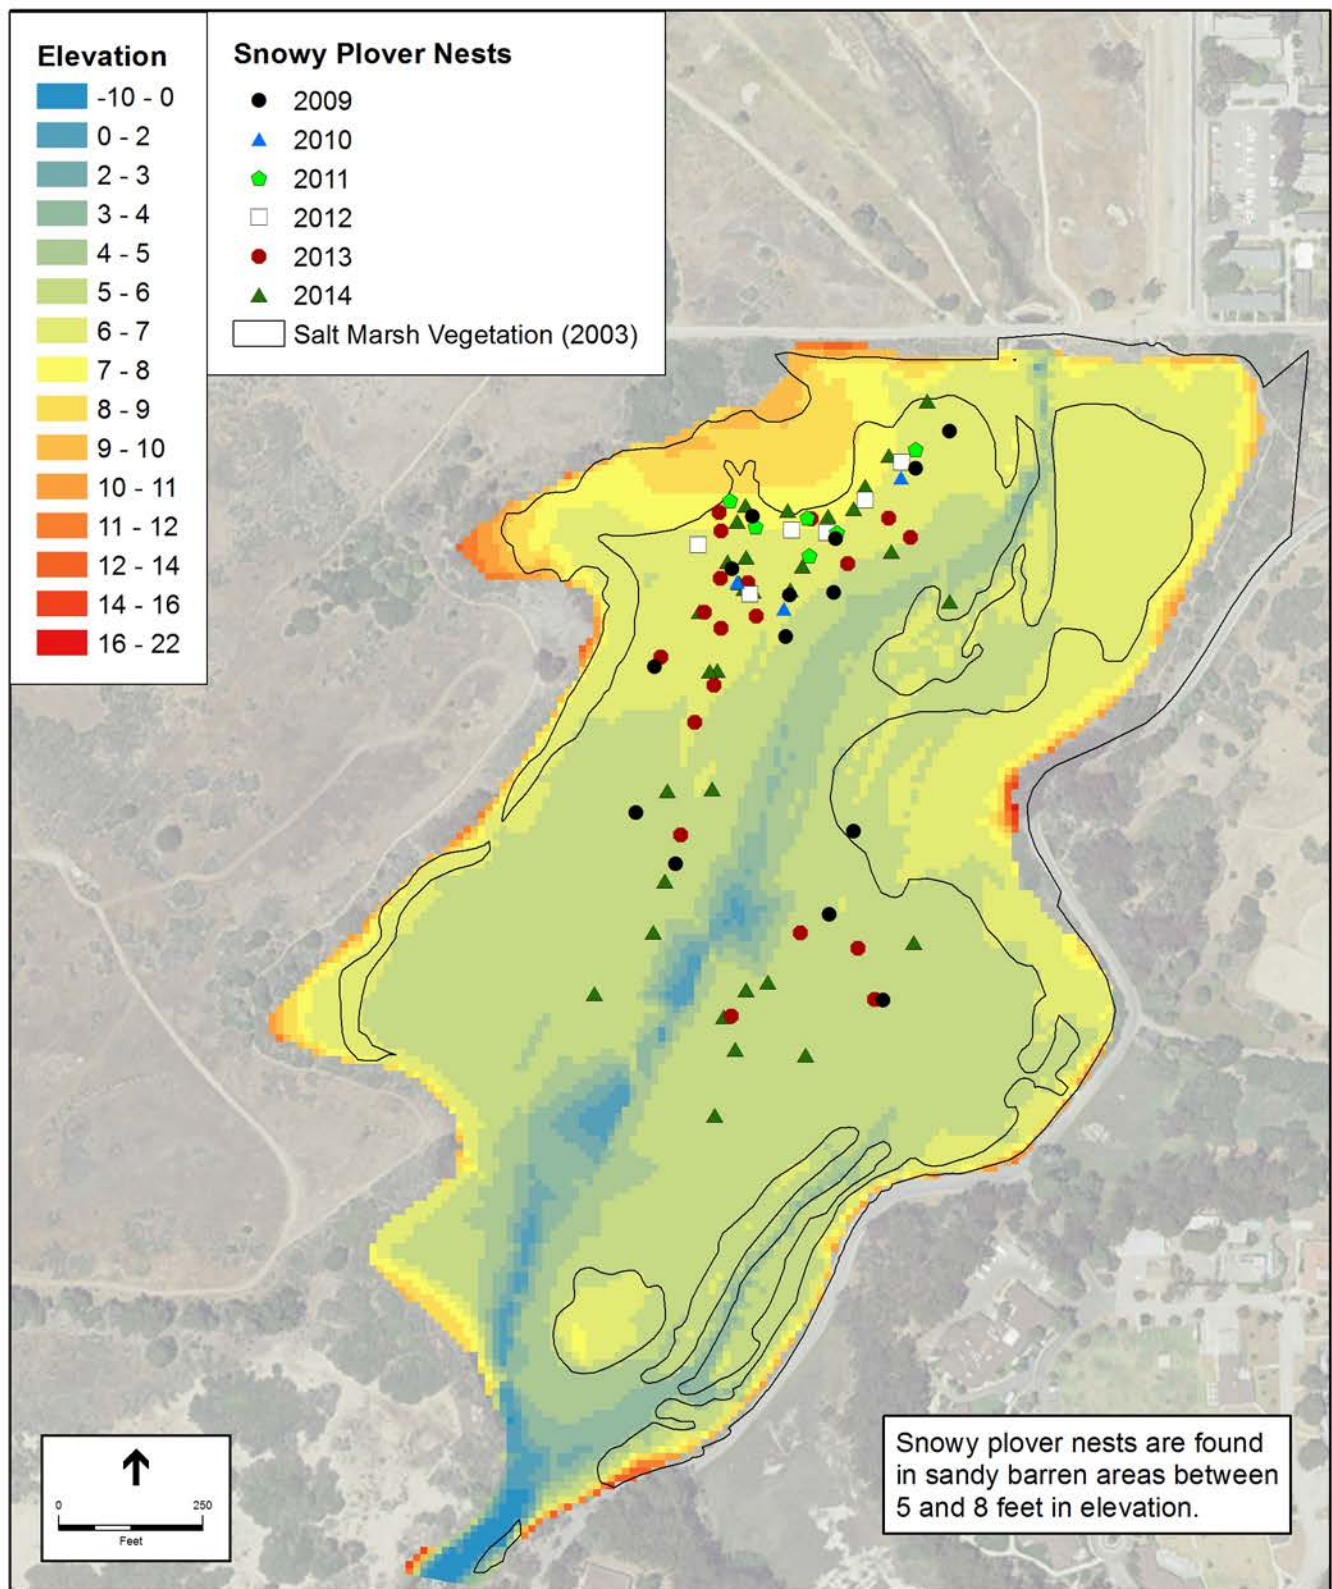 Elevation
-10 - 0
0 - 2
2 - 3
3 - 4
4 - 5
5 - 6
6 - 7
7 - 8
8 - 9
9 - 10
10 - 11
11 - 12
12 - 14
14 - 16
16 - 22
Snowy Plover Nests
2009
2010
2011
2012
2013
2014
Salt Marsh Vegetation (2003)
0 250
Feet
Snowy plover nests are found
in sandy barren areas between
5 and 8 feet in elevation.